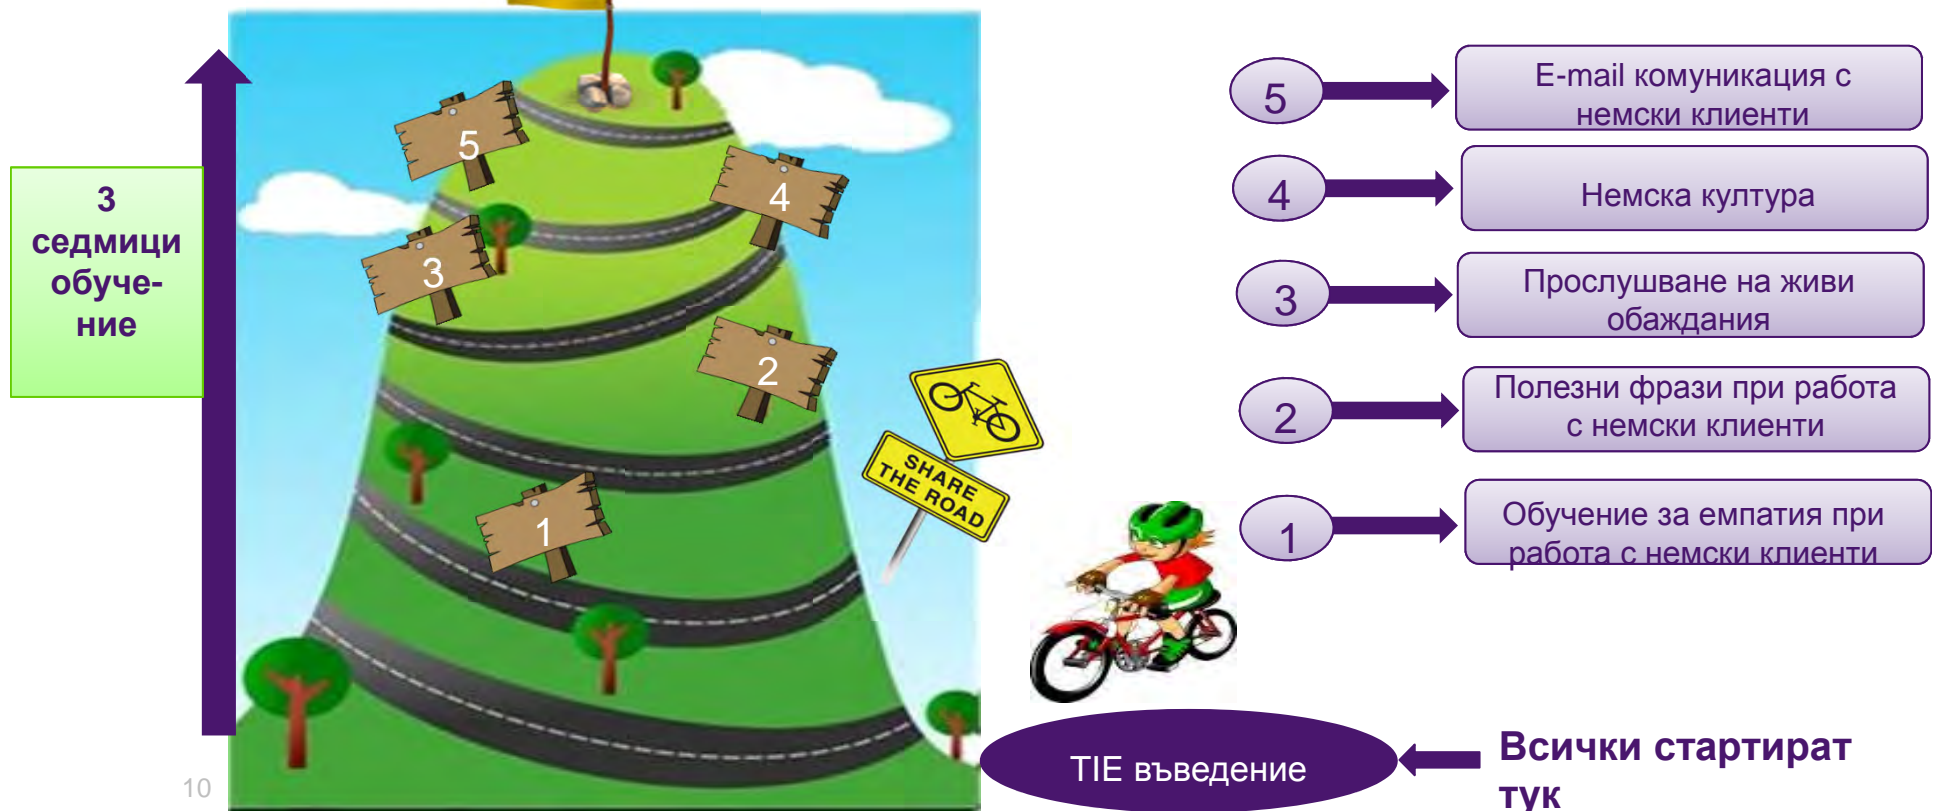 3
седмици
обуче-
ние
5
4
3
2
1
SHARE
THE ROAD
5
E-mail комуникация с
немски клиенти
4
Немска култура
3
Прослушване на живи
обаждания
2
Полезни фрази при работа
с немски клиенти
1
Обучение за емпатия при
работа с немски клиенти
TIE въведение
Всички стартират
тук
10